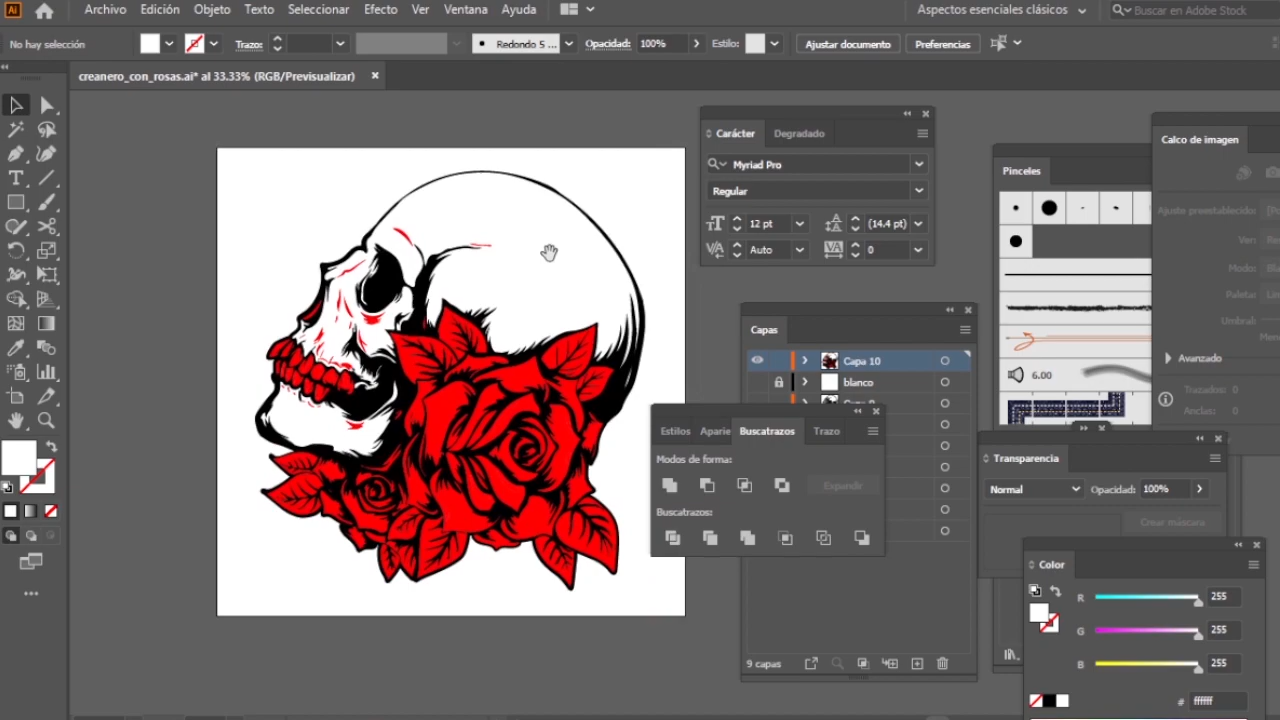 Ai Archivo Edición Objeto Texto Seleccionar Efecto Ver Ventana Ayuda Aspectos esenciales clásicos Buscar en Adobe Stock
No hay selección Trazo: Redondo 5 ... Opacidad: 100% Estilo: Ajustar documento Preferencias
creanero_con_rosas.ai* al 33.33% (RGB/Previsualizar)
Carácter Degradado
Myriad Pro
Regular
12 pt (14.4 pt)
Auto 0
Pinceles
6.00
Calco de imagen
Ajuste preestablecido:
Ver:
Modo:
Paleta:
Umbral:
Avanzado
Trazados: 0
Anclas: 0
Capas
Capa 10
blanco
9 capas
Estilos Aparie Buscatrazos Trazo
Modos de forma:
Expandir
Buscatrazos:
Transparencia
Normal Opacidad: 100%
Crear máscara
Color
R 255
G 255
B 255
# ffffff